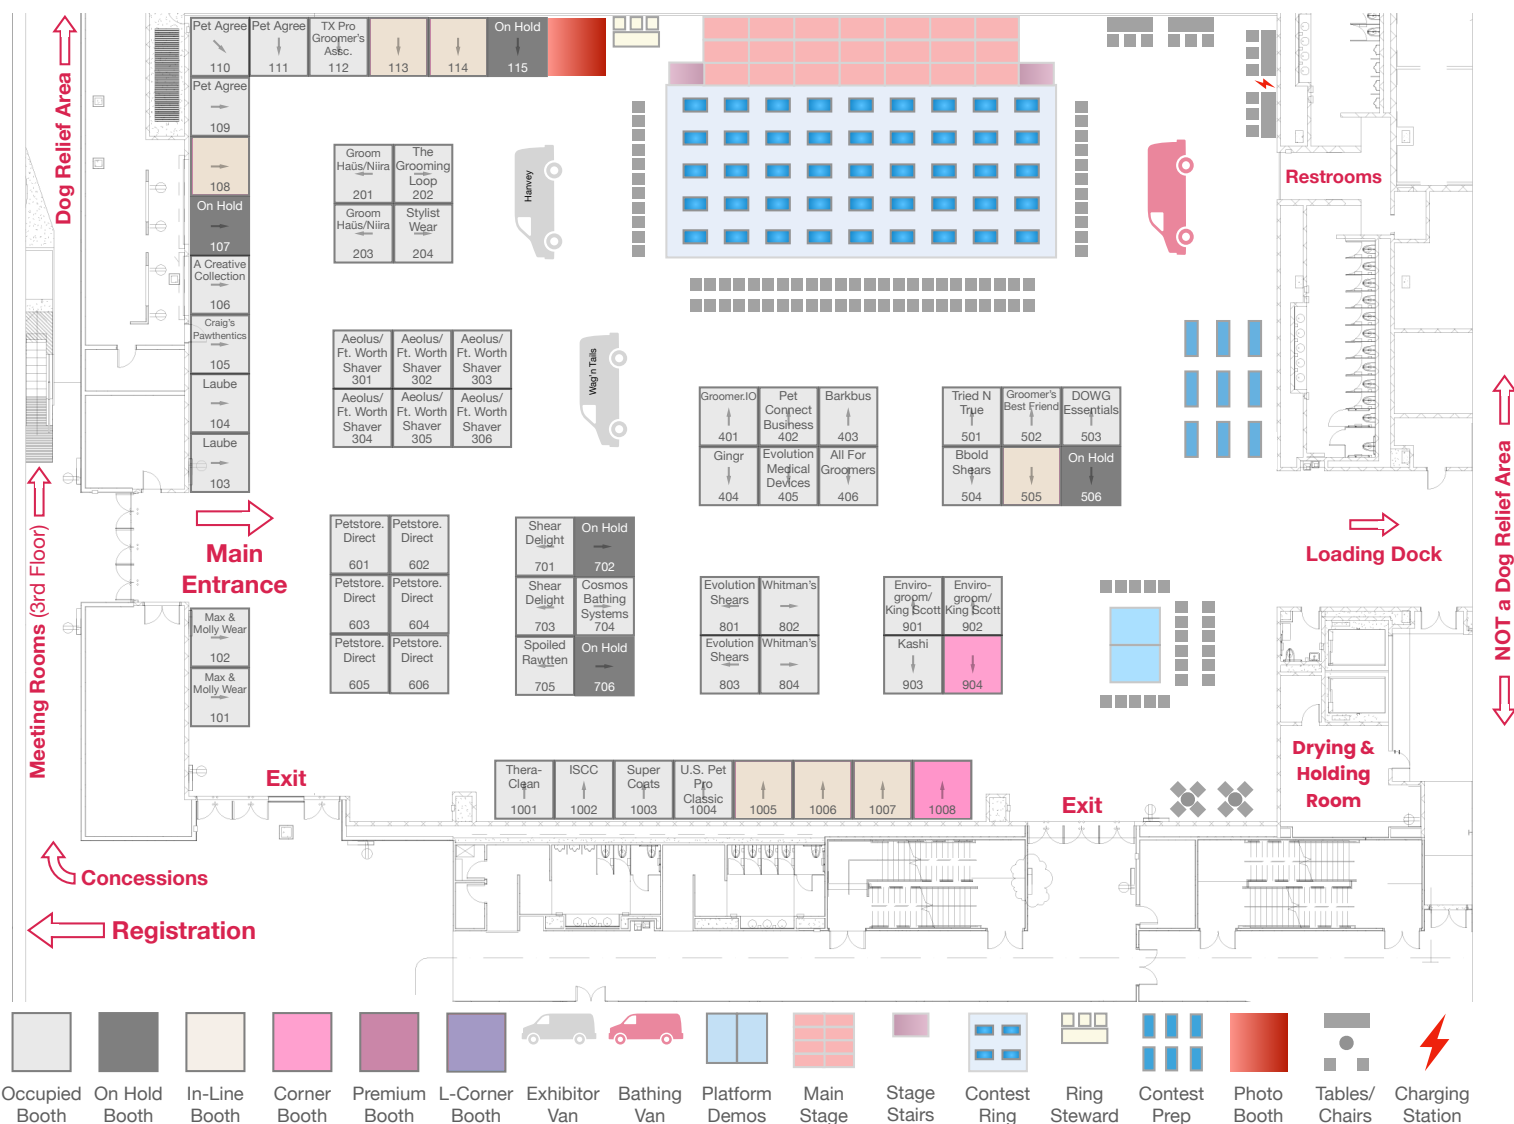 Pet Agree
110
Pet Agree
111
TX Pro
Groomer's
Assc.
112
113
114
On Hold
115
Pet Agree
109
108
On Hold
107
A Creative
Collection
106
Craig's
Pawthentics
105
Laube
104
Laube
103
Dog Relief Area
Groom
Haüs/Niira
201
The
Grooming
Loop
202
Groom
Haüs/Niira
203
Stylist
Wear
204
Hanvey
Restrooms
Aeolus/
Ft. Worth
Shaver
301
Aeolus/
Ft. Worth
Shaver
302
Aeolus/
Ft. Worth
Shaver
303
Aeolus/
Ft. Worth
Shaver
304
Aeolus/
Ft. Worth
Shaver
305
Aeolus/
Ft. Worth
Shaver
306
Wag'n Tails
Groomer.IO
401
Pet
Connect
Business
402
Barkbus
403
Gingr
404
Evolution
Medical
Devices
405
All For
Groomers
406
Tried N
True
501
Groomer's
Best Friend
502
DOWG
Essentials
503
Bbold
Shears
504
505
On Hold
506
Main
Entrance
Meeting Rooms (3rd Floor)
Max &
Molly Wear
102
Max &
Molly Wear
101
Petstore.
Direct
601
Petstore.
Direct
602
Petstore.
Direct
603
Petstore.
Direct
604
Petstore.
Direct
605
Petstore.
Direct
606
Shear
Delight
701
On Hold
702
Shear
Delight
703
Cosmos
Bathing
Systems
704
Spoiled
Rawtten
705
On Hold
706
Evolution
Shears
801
Whitman's
802
Evolution
Shears
803
Whitman's
804
Enviro-
groom/
King Scott
901
Enviro-
groom/
King Scott
902
Kashi
903
904
Loading Dock
NOT a Dog Relief Area
Thera-
Clean
1001
ISCC
1002
Super
Coats
1003
U.S. Pet
Pro
Classic
1004
1005
1006
1007
1008
Exit
Exit
Drying &
Holding
Room
Concessions
Registration
Occupied
Booth
On Hold
Booth
In-Line
Booth
Corner
Booth
Premium
Booth
L-Corner
Booth
Exhibitor
Van
Bathing
Van
Platform
Demos
Main
Stage
Stage
Stairs
Contest
Ring
Ring
Steward
Contest
Prep
Photo
Booth
Tables/
Chairs
Charging
Station